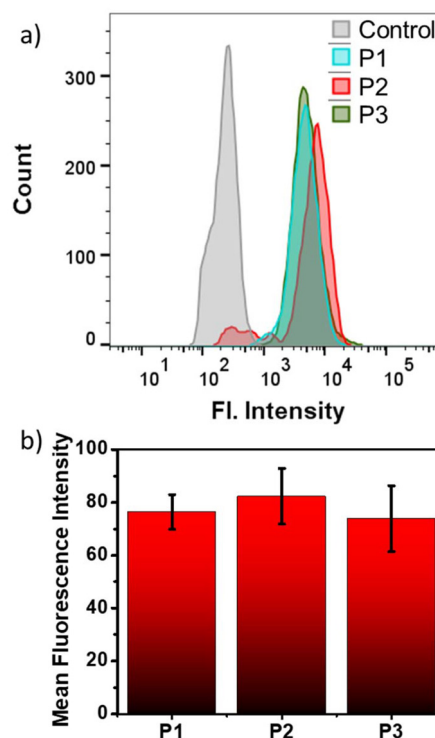 a)
Control
P1
P2
P3
Count
300
200
100
0
10¹ 10² 10³ 10⁴ 10⁵
Fl. Intensity
b)
Mean Fluorescence Intensity
100
80
60
40
20
0
P1 P2 P3